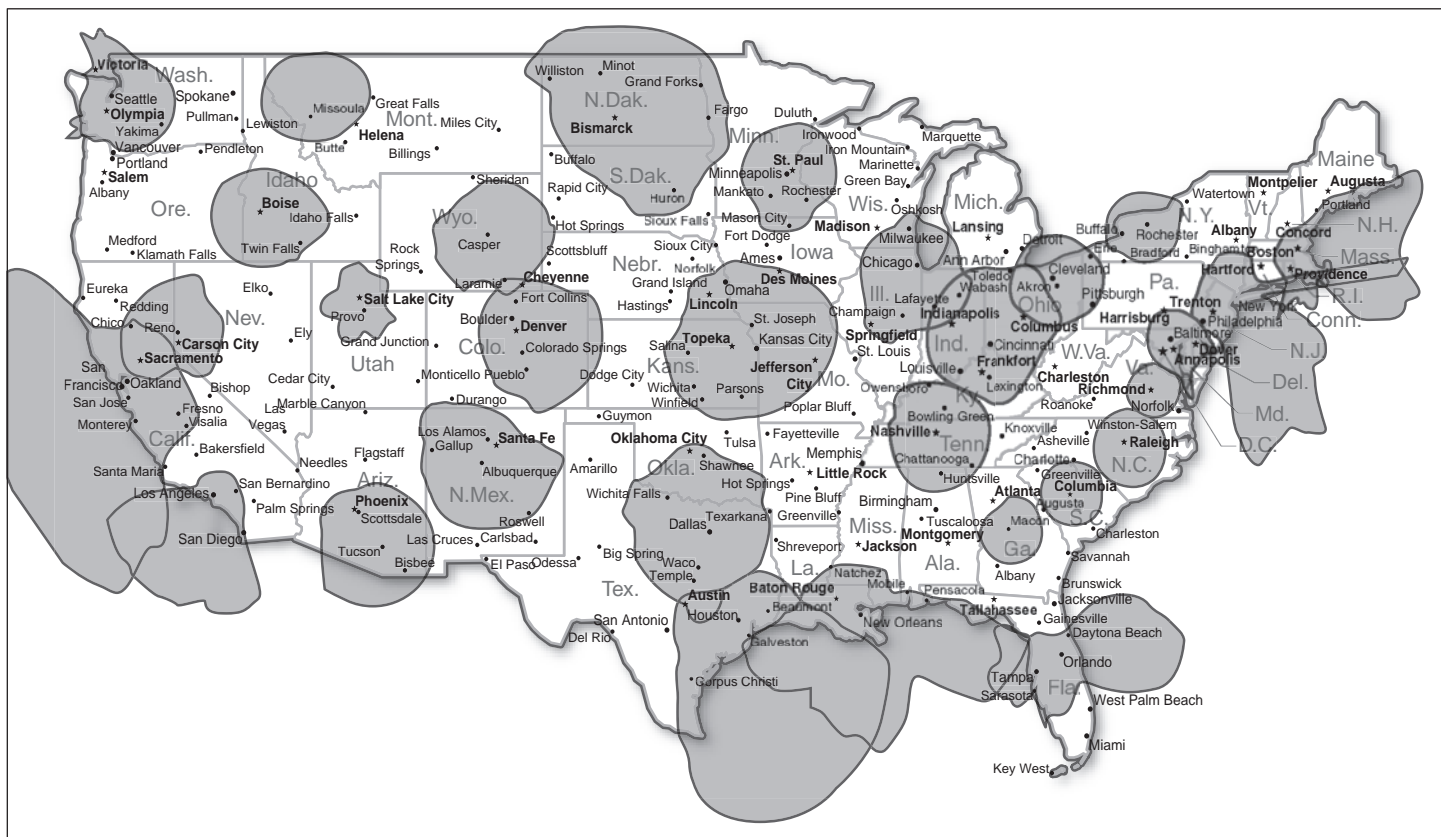 Victoria
Wash.
Seattle
Spokane
Olympia
Pullman
Yakima
Lewiston
Vancouver
Portland
Pendleton
Salem
Albany
Ore.
Medford
Klamath Falls
Missoula
Great Falls
Mont.
Helena
Miles City
Butte
Billings
Idaho
Boise
Idaho Falls
Twin Falls
Williston
Minot
Grand Forks
N.Dak.
Bismarck
Fargo
Buffalo
S.Dak.
Rapid City
Huron
Hot Springs
Sioux Falls
Sheridan
Wyo.
Casper
Rock
Springs
Scottsbluff
Laramie
Cheyenne
Duluth
Minn.
St. Paul
Minneapolis
Mankato
Rochester
Mason City
Ironwood
Marquette
Iron Mountain
Marinette
Green Bay
Wis.
Oshkosh
Madison
Milwaukee
Mich.
Lansing
Detroit
Ann Arbor
Fort Dodge
Iowa
Sioux City
Ames
Des Moines
Nebr.
Norfolk
Grand Island
Omaha
Lincoln
Hastings
Eureka
Redding
Chico
Reno
Nev.
Elko
Carson City
Sacramento
Ely
San
Francisco
Oakland
San Jose
Bishop
Monterey
Fresno
Visalia
Calif.
Bakersfield
Las
Vegas
Santa Maria
Needles
Los Angeles
San Bernardino
Palm Springs
San Diego
Salt Lake City
Provo
Grand Junction
Utah
Cedar City
Monticello
Marble Canyon
Fort Collins
Boulder
Denver
Colo.
Colorado Springs
Pueblo
Durango
St. Joseph
Topeka
Kansas City
Salina
Kans.
Jefferson
City
Mo.
Dodge City
Wichita
Parsons
Winfield
Chicago
Ill.
Lafayette
Champaign
Springfield
St. Louis
Poplar Bluff
Toledo
Wabash
Indianapolis
Ind.
Cleveland
Akron
Ohio
Columbus
Cincinnati
Frankfort
Louisville
Lexington
Owensboro
Ky.
Bowling Green
Nashville
Tenn.
Knoxville
Memphis
Chattanooga
W.Va.
Charleston
Va.
Richmond
Roanoke
Norfolk
Winston-Salem
Asheville
Raleigh
N.C.
Charlotte
Greenville
Columbia
S.C.
Charleston
Maine
Montpelier
Augusta
Watertown
Vt.
Portland
N.H.
N.Y.
Buffalo
Rochester
Albany
Concord
Erie
Bradford
Binghamton
Boston
Mass.
Hartford
Providence
R.I.
Conn.
Pa.
Pittsburgh
Trenton
Harrisburg
New York
Philadelphia
N.J.
Baltimore
Dover
Annapolis
Del.
Md.
D.C.
Flagstaff
Ariz.
Phoenix
Scottsdale
Tucson
Bisbee
Los Alamos
Santa Fe
Gallup
Albuquerque
N.Mex.
Roswell
Las Cruces
Carlsbad
El Paso
Guymon
Oklahoma City
Tulsa
Okla.
Shawnee
Amarillo
Wichita Falls
Dallas
Texarkana
Big Spring
Odessa
Waco
Temple
Tex.
Austin
Houston
San Antonio
Del Rio
Beaumont
Galveston
Corpus Christi
Fayetteville
Ark.
Little Rock
Hot Springs
Pine Bluff
Greenville
Shreveport
La.
Natchez
Baton Rouge
New Orleans
Miss.
Jackson
Mobile
Huntsville
Birmingham
Tuscaloosa
Montgomery
Ala.
Pensacola
Atlanta
Augusta
Macon
Ga.
Albany
Savannah
Brunswick
Tallahassee
Jacksonville
Gainesville
Daytona Beach
Orlando
Tampa
Fla.
Sarasota
West Palm Beach
Miami
Key West